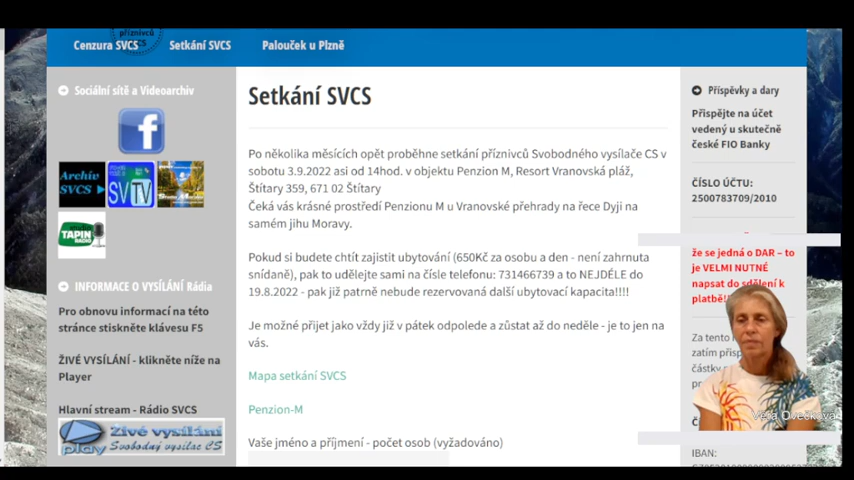 příznivců
SVCS
Cenzura SVCS
Setkání SVCS
Palouček u Plzně
Sociální sítě a Videoarchiv
Archiv
SVCS
SVTV
TAPIN
RADIO
INFORMACE O VYSÍLÁNÍ Rádia
Pro obnovu informací na této
stránce stiskněte klávesu F5
ŽIVÉ VYSÍLÁNÍ - klikněte níže na
Player
Hlavní stream - Rádio SVCS
play Živé vysílání
Svobodný vysílač CS
Setkání SVCS
Po několika měsících opět proběhne setkání příznivců Svobodného vysílače CS v
sobotu 3.9.2022 asi od 14hod. v objektu Penzion M, Resort Vranovská pláž,
Štítary 359, 671 02 Štítary
Čeká vás krásné prostředí Penzionu M u Vranovské přehrady na řece Dyji na
samém jihu Moravy.
Pokud si budete chtít zajistit ubytování (650Kč za osobu a den - není zahrnuta
snídaně), pak to udělejte sami na čísle telefonu: 731466739 a to NEJDÉLE do
19.8.2022 - pak již patrně nebude rezervovaná další ubytovací kapacita!!!!
Je možné přijet jako vždy již v pátek odpolede a zůstat až do neděle - je to jen na
vás.
Mapa setkání SVCS
Penzion-M
Vaše jméno a příjmení - počet osob (vyžadováno)
Příspěvky a dary
Přispějte na účet
vedený u skutečně
české FIO Banky
ČÍSLO ÚČTU:
2500783709/2010
že se jedná o DAR – to
je VELMI NUTNÉ
napsat do sdělení k
platbě!
Za tento
zatím přisp
částky
IBAN: